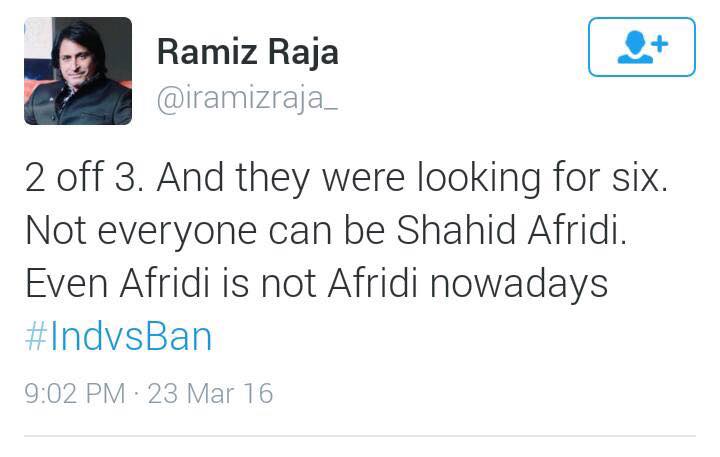 Ramiz Raja
@iramizraja_
2 off 3. And they were looking for six.
Not everyone can be Shahid Afridi.
Even Afridi is not Afridi nowadays
#IndvsBan
9:02 PM · 23 Mar 16